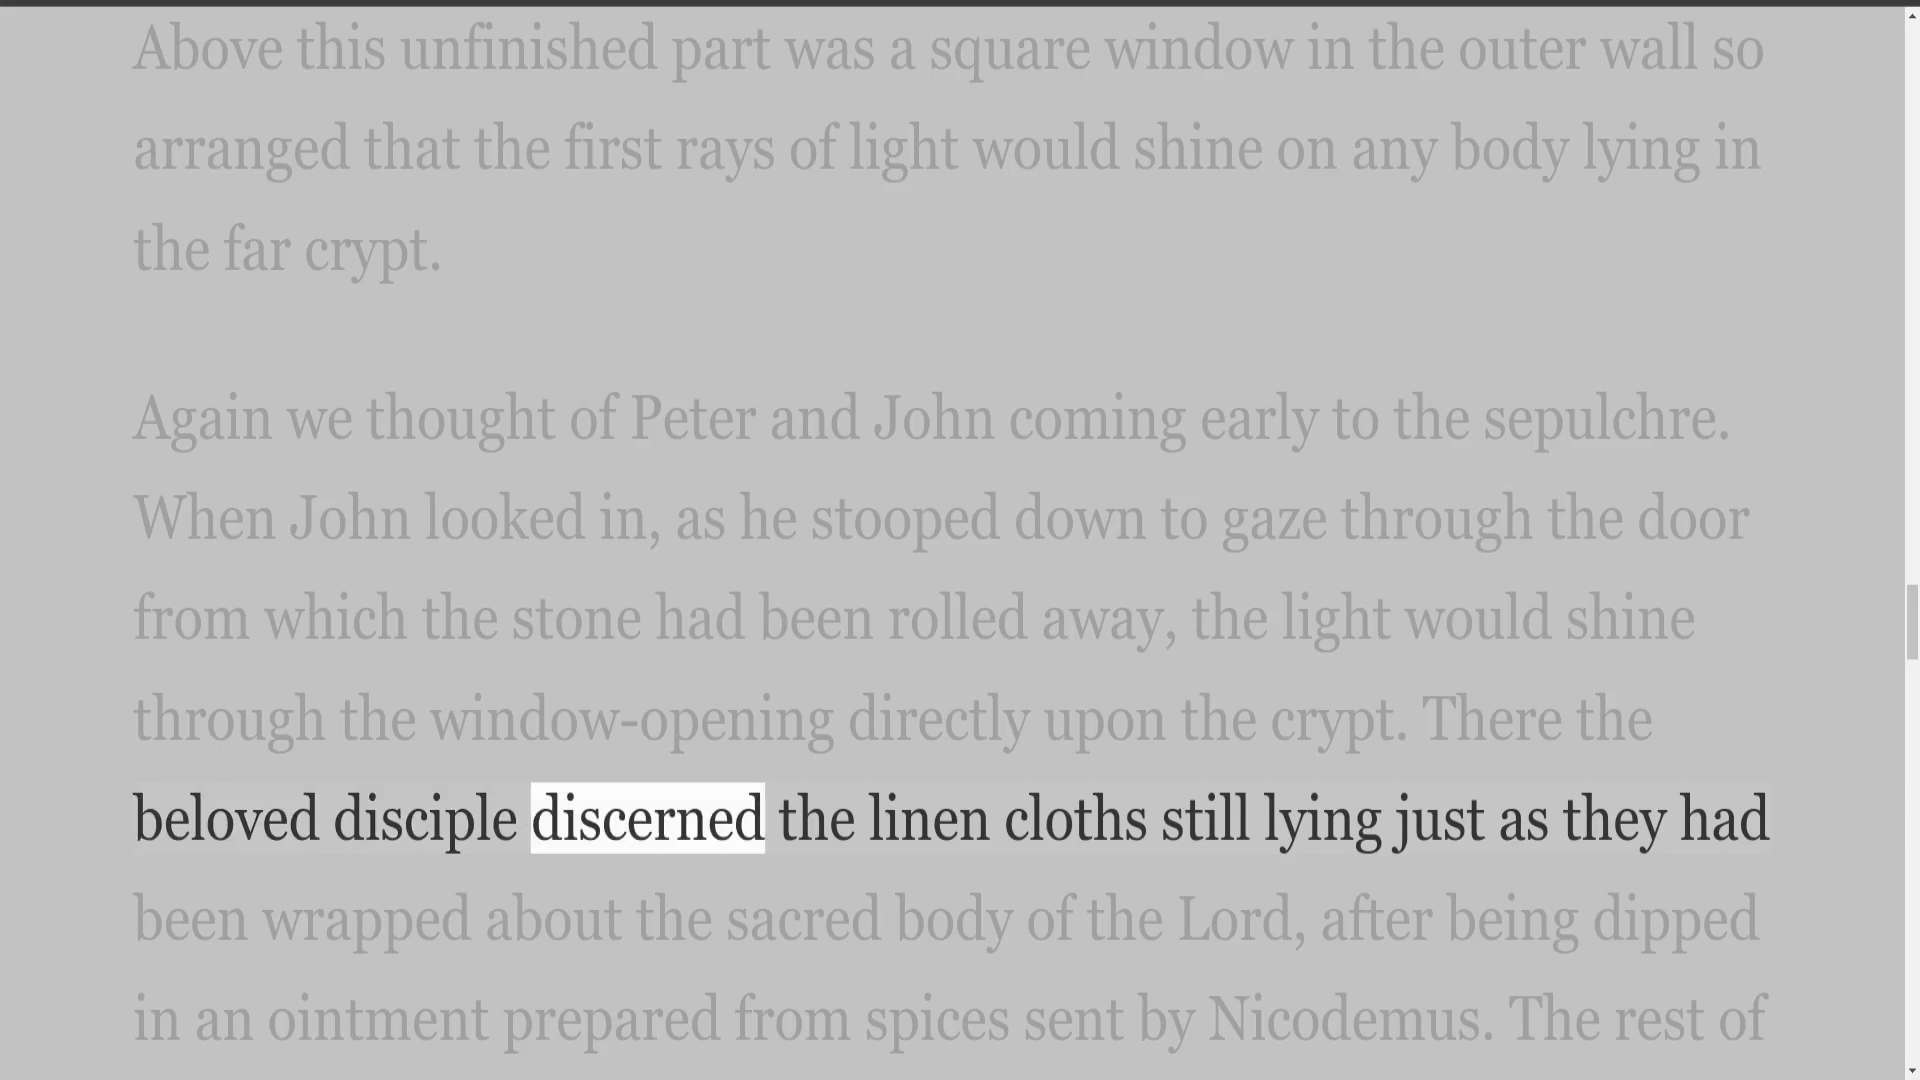 Above this unfinished part was a square window in the outer wall so
arranged that the first rays of light would shine on any body lying in
the far crypt.
Again we thought of Peter and John coming early to the sepulchre.
When John looked in, as he stooped down to gaze through the door
from which the stone had been rolled away, the light would shine
through the window-opening directly upon the crypt. There the
beloved disciple discerned the linen cloths still lying just as they had
been wrapped about the sacred body of the Lord, after being dipped
in an ointment prepared from spices sent by Nicodemus. The rest of